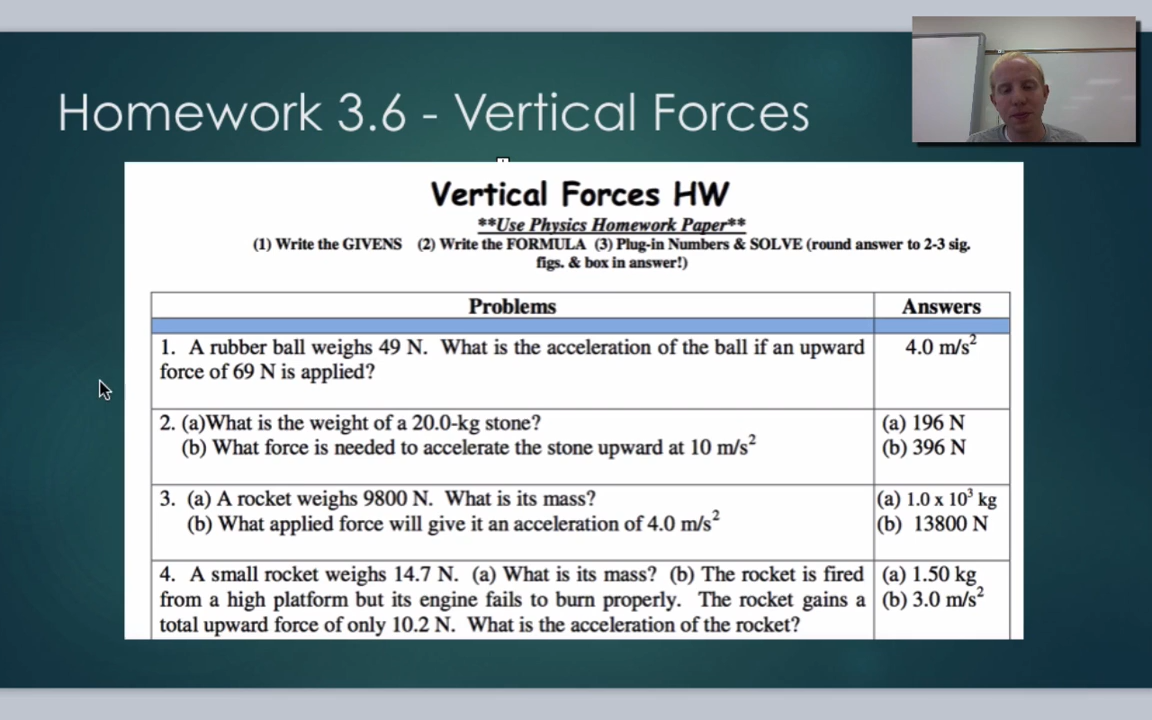 Homework 3.6 - Vertical Forces
Vertical Forces HW
**Use Physics Homework Paper**
(1) Write the GIVENS (2) Write the FORMULA (3) Plug-in Numbers & SOLVE (round answer to 2-3 sig.
figs. & box in answer!)
Problems Answers
1. A rubber ball weighs 49 N. What is the acceleration of the ball if an upward 4.0 m/s²
force of 69 N is applied?
2. (a)What is the weight of a 20.0-kg stone? (a) 196 N
(b) What force is needed to accelerate the stone upward at 10 m/s² (b) 396 N
3. (a) A rocket weighs 9800 N. What is its mass? (a) 1.0 x 10³ kg
(b) What applied force will give it an acceleration of 4.0 m/s² (b) 13800 N
4. A small rocket weighs 14.7 N. (a) What is its mass? (b) The rocket is fired (a) 1.50 kg
from a high platform but its engine fails to burn properly. The rocket gains a (b) 3.0 m/s²
total upward force of only 10.2 N. What is the acceleration of the rocket?